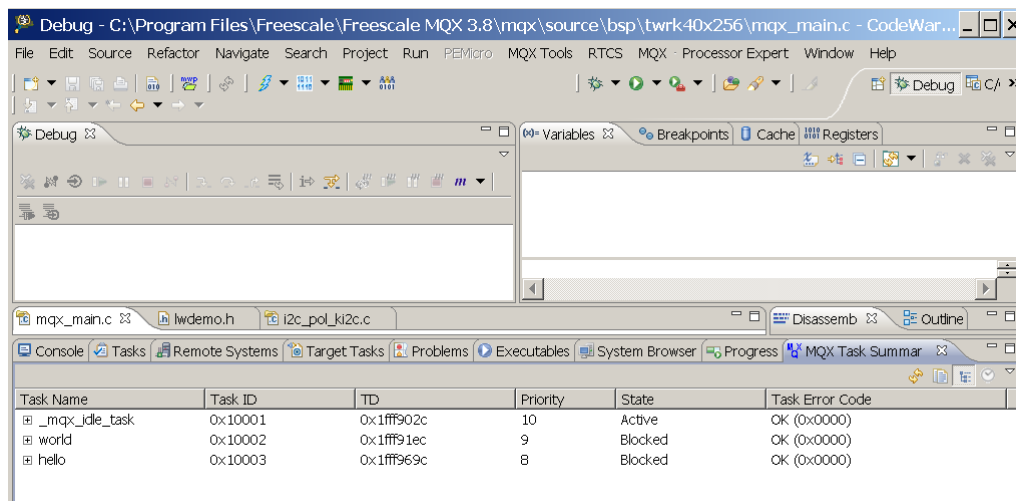 Debug - C:\Program Files\Freescale\Freescale MQX 3.8\mqx\source\bsp\twrk40x256\mqx_main.c - CodeWar...
File Edit Source Refactor Navigate Search Project Run PEMicro MQX Tools RTCS MQX - Processor Expert Window Help
Debug C/
Debug
Variables Breakpoints Cache Registers
mqx_main.c lwdemo.h i2c_pol_ki2c.c Disassemb Outline
Console Tasks Remote Systems Target Tasks Problems Executables System Browser Progress MQX Task Summar
Task Name Task ID TD Priority State Task Error Code
_mqx_idle_task 0x10001 0x1fff902c 10 Active OK (0x0000)
world 0x10002 0x1fff91ec 9 Blocked OK (0x0000)
hello 0x10003 0x1fff969c 8 Blocked OK (0x0000)